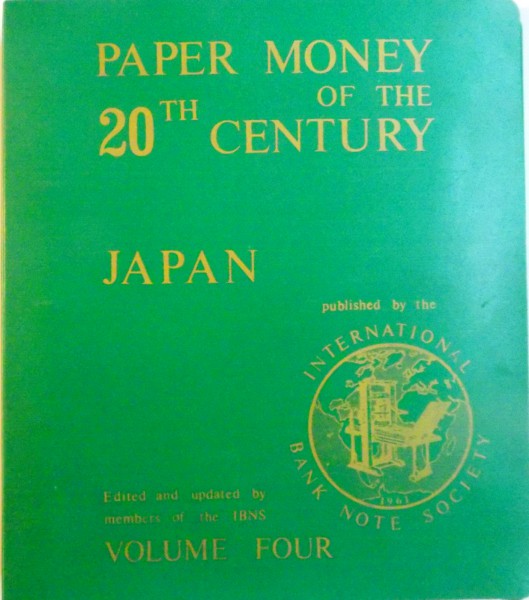 PAPER MONEY
OF THE
20TH CENTURY
JAPAN
published by the
INTERNATIONAL
BANK NOTE SOCIETY
1961
Edited and updated by
members of the IBNS
VOLUME FOUR